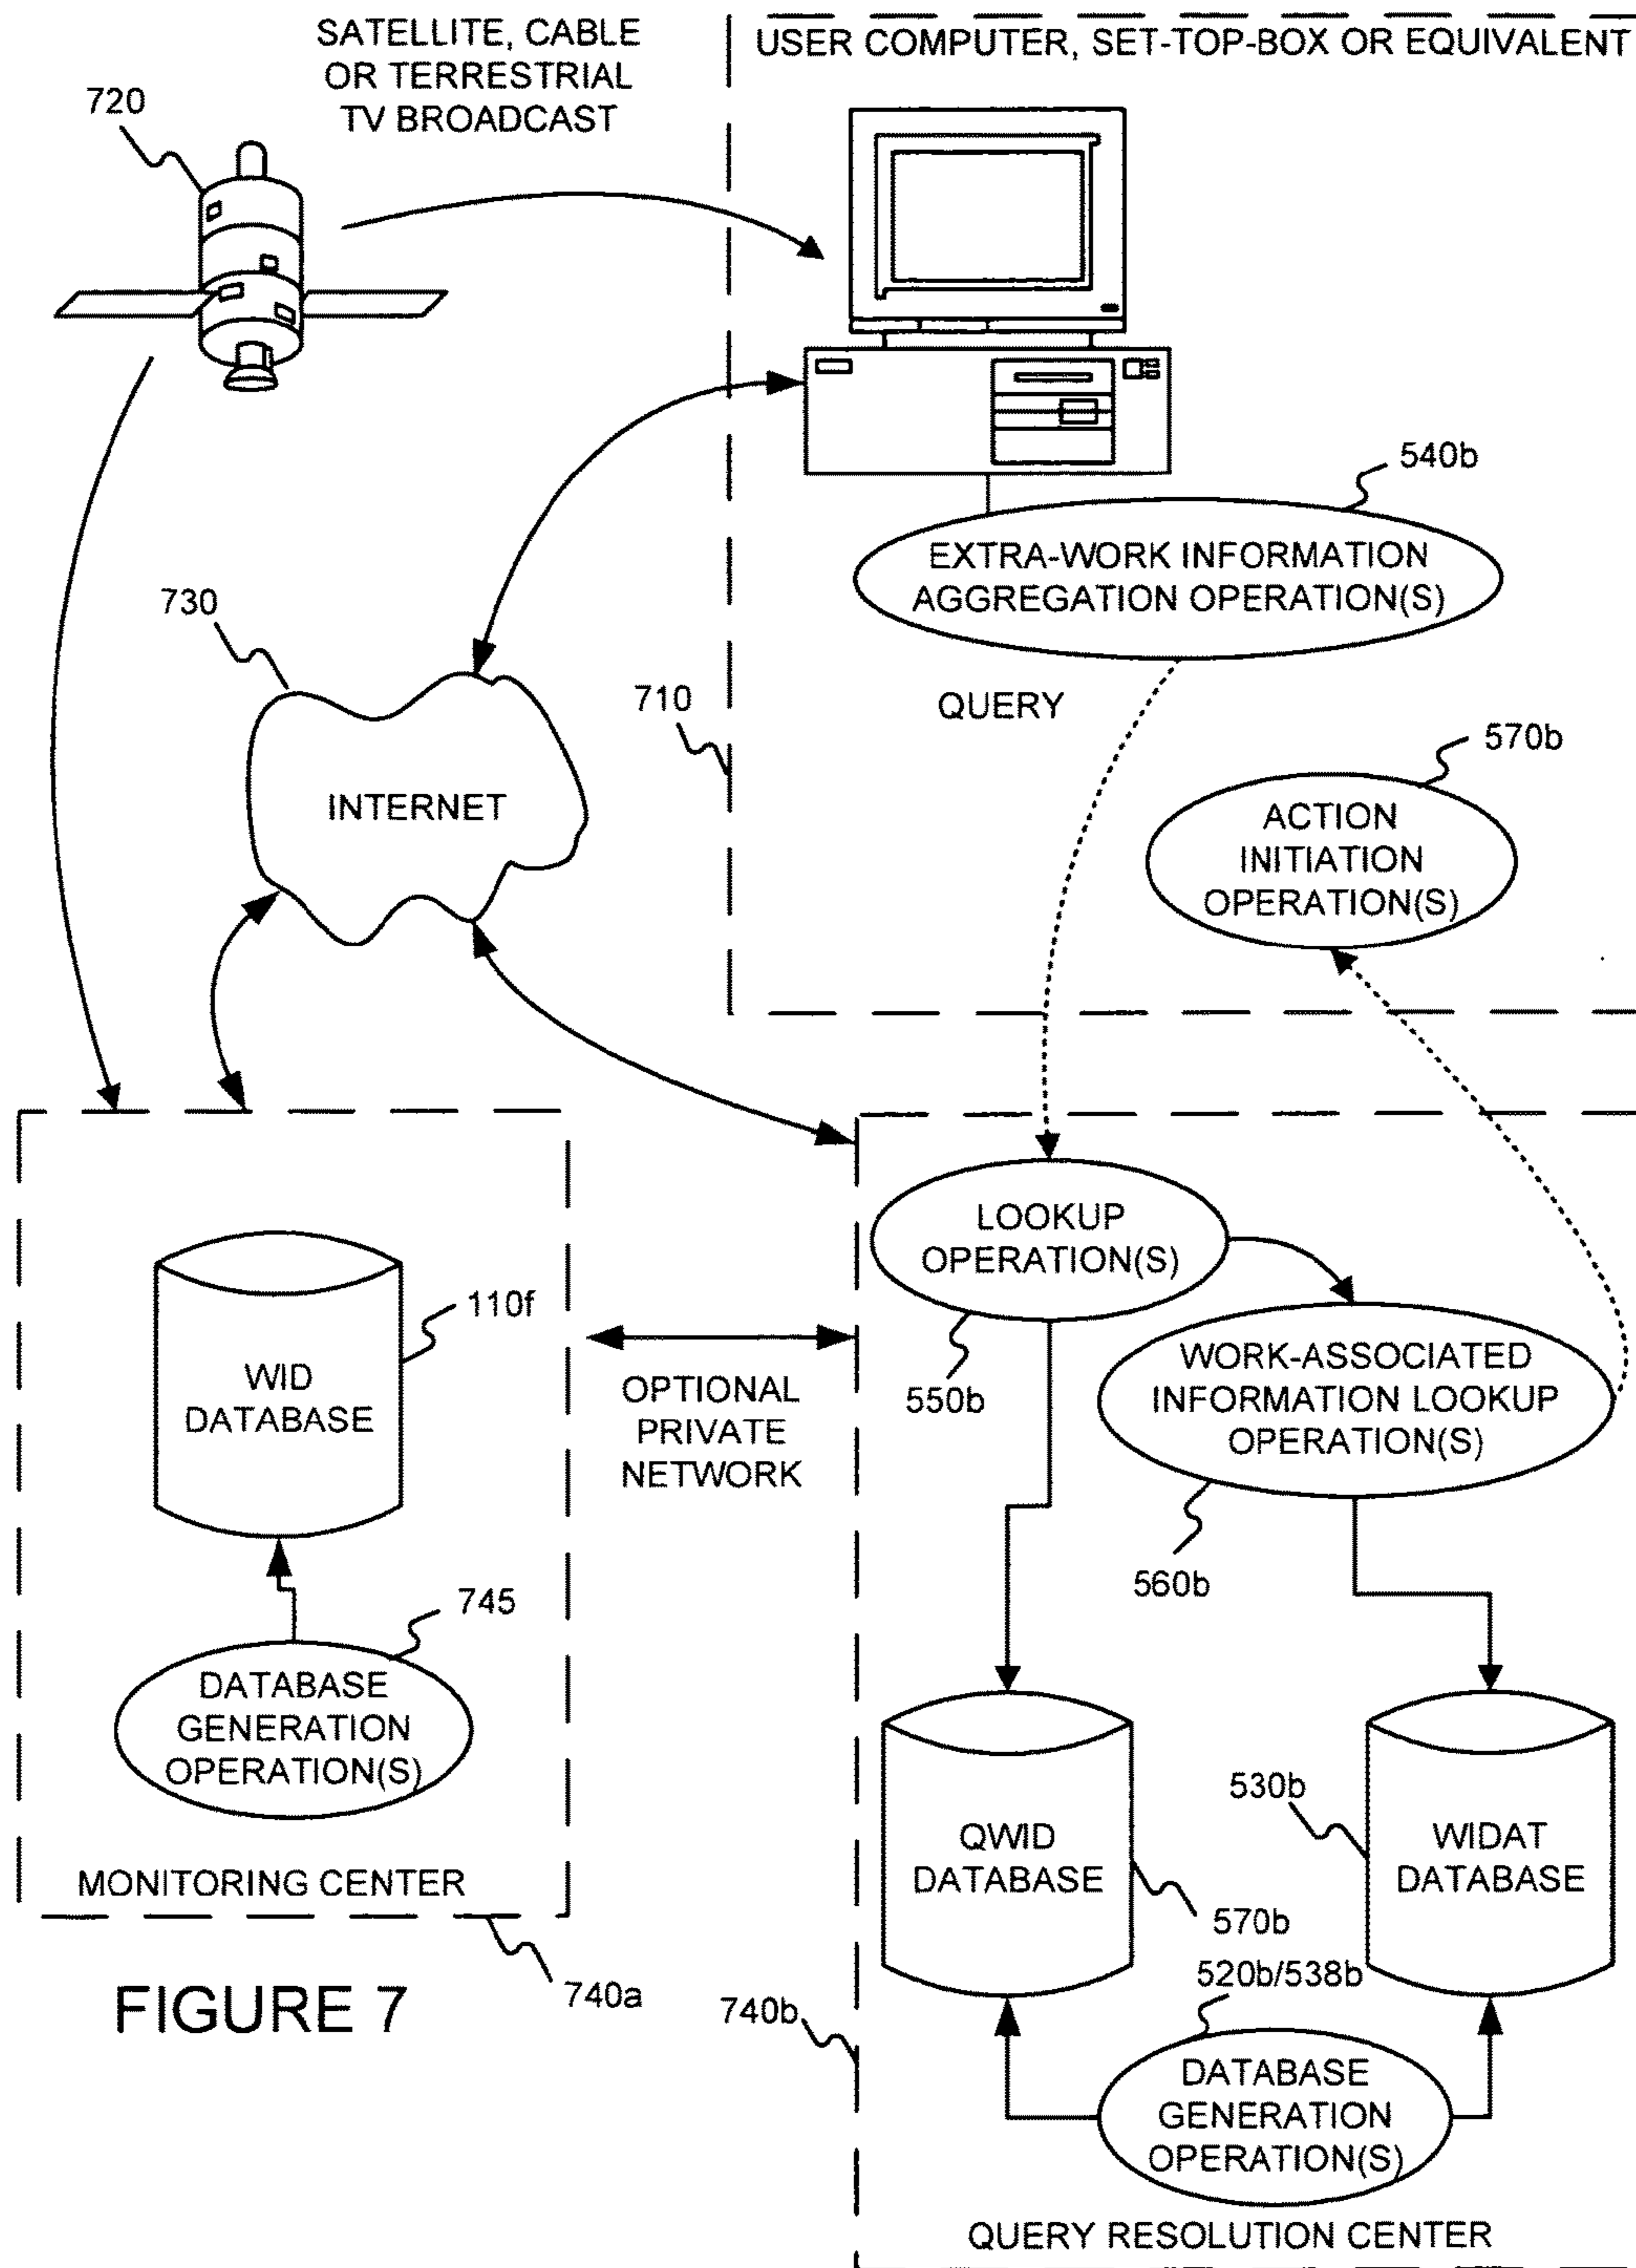 SATELLITE, CABLE
OR TERRESTRIAL
TV BROADCAST
USER COMPUTER, SET-TOP-BOX OR EQUIVALENT
720
540b
EXTRA-WORK INFORMATION
AGGREGATION OPERATION(S)
730
710
QUERY
570b
INTERNET
ACTION
INITIATION
OPERATION(S)
LOOKUP
OPERATION(S)
110f
WID
DATABASE
OPTIONAL
PRIVATE
NETWORK
550b
WORK-ASSOCIATED
INFORMATION LOOKUP
OPERATION(S)
560b
745
DATABASE
GENERATION
OPERATION(S)
530b
QWID
DATABASE
WIDAT
DATABASE
MONITORING CENTER
570b
740a
FIGURE 7
520b/538b
740b
DATABASE
GENERATION
OPERATION(S)
QUERY RESOLUTION CENTER